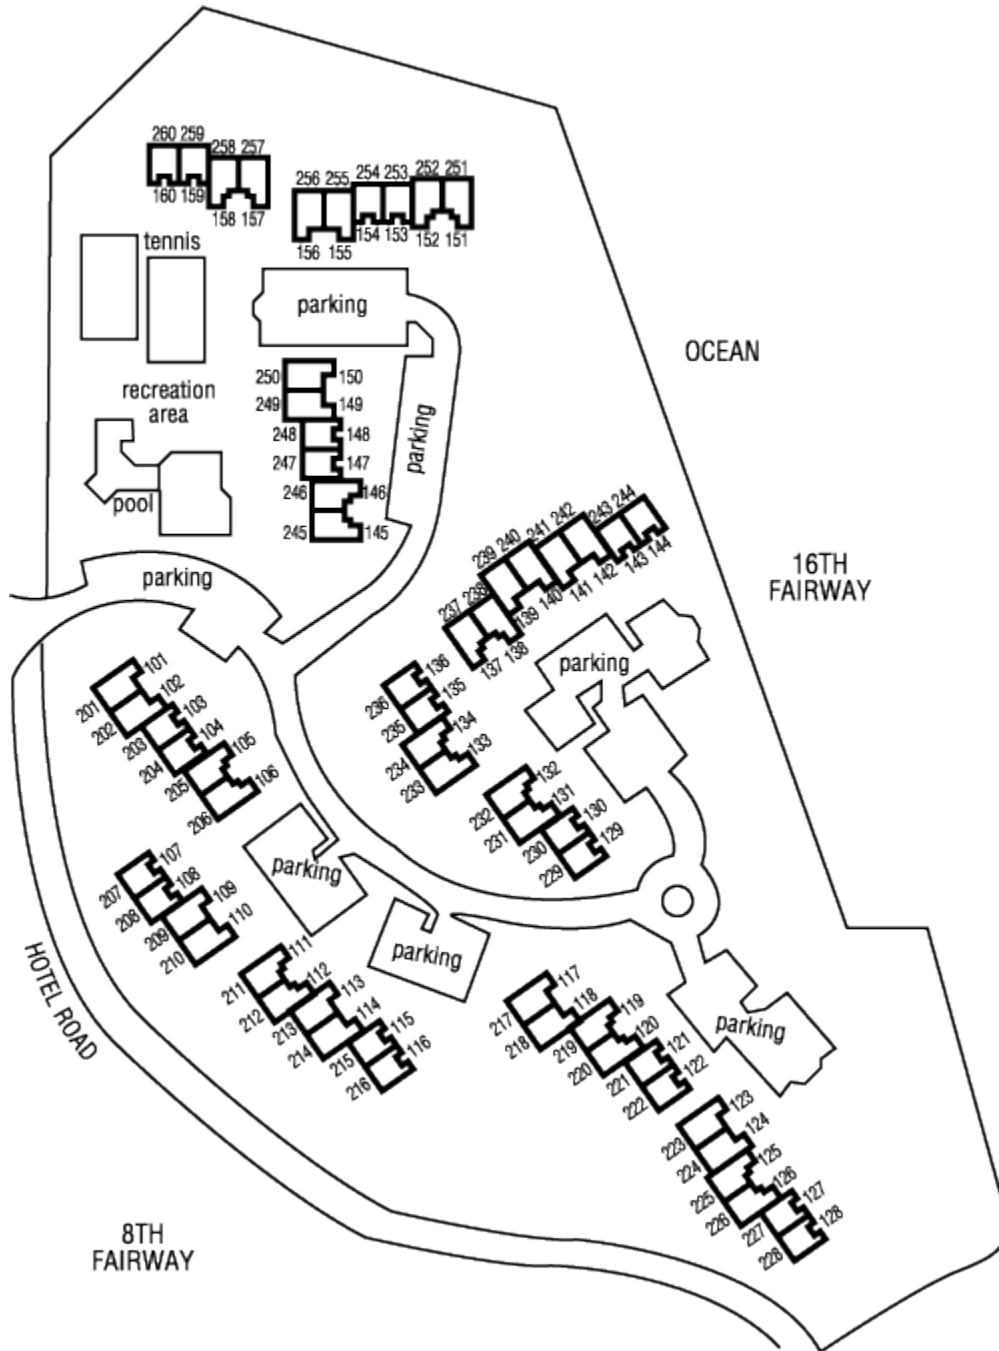 260 259
258 257
160 159
158 157
256 255 254 253 252 251
156 155 154 153 152 151
tennis
parking
OCEAN
recreation
area
250 150
249 149
248 148
247 147
246 146
245 145
parking
pool
parking
16TH
FAIRWAY
237 238 239 240 241 242 243 244
137 138 139 140 141 142 143 144
parking
236 136
235 135
234 134
233 133
201 101
202 102
203 103
204 104
205 105
206 106
232 132
231 131
230 130
229 129
parking
207 107
208 108
209 109
210 110
parking
HOTEL ROAD
211 111
212 112
213 113
214 114
215 115
216 116
217 117
218 118
219 119
220 120
221 121
222 122
parking
223 123
224 124
225 125
226 126
227 127
228 128
8TH
FAIRWAY